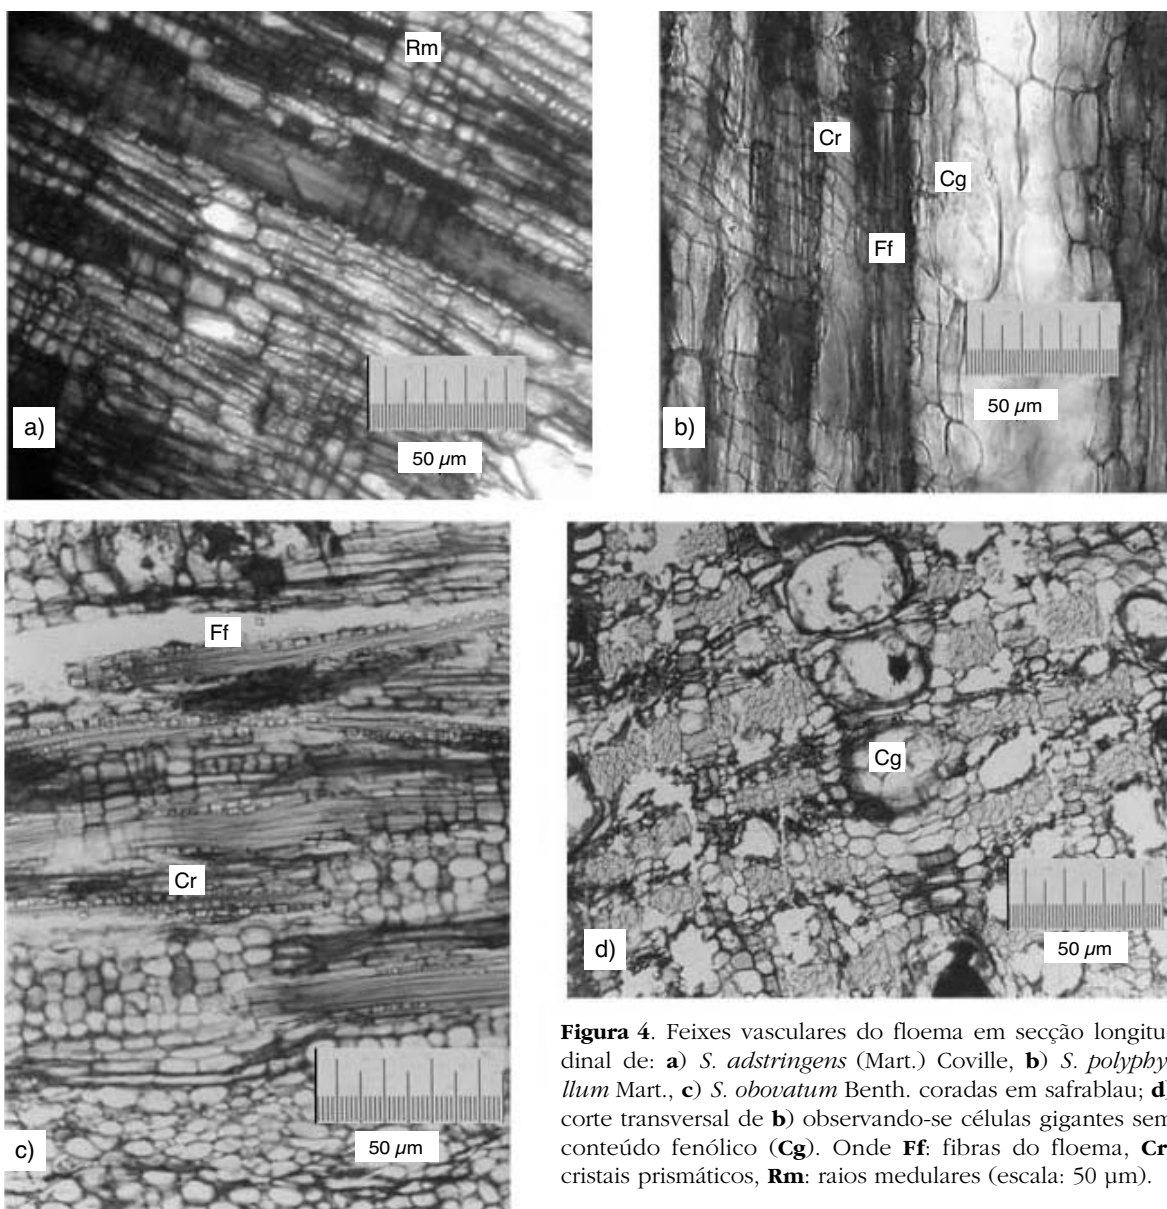 Rm
a)
50 µm
Cr
Cg
Ff
b)
50 µm
Ff
Cr
c)
50 µm
Cg
d)
50 µm
Figura 4. Feixes vasculares do floema em secção longitu
dinal de: a) S. adstringens (Mart.) Coville, b) S. polyphy
llum Mart., c) S. obovatum Benth. coradas em safrablau; d
corte transversal de b) observando-se células gigantes sem
conteúdo fenólico (Cg). Onde Ff: fibras do floema, Cr
cristais prismáticos, Rm: raios medulares (escala: 50 µm).